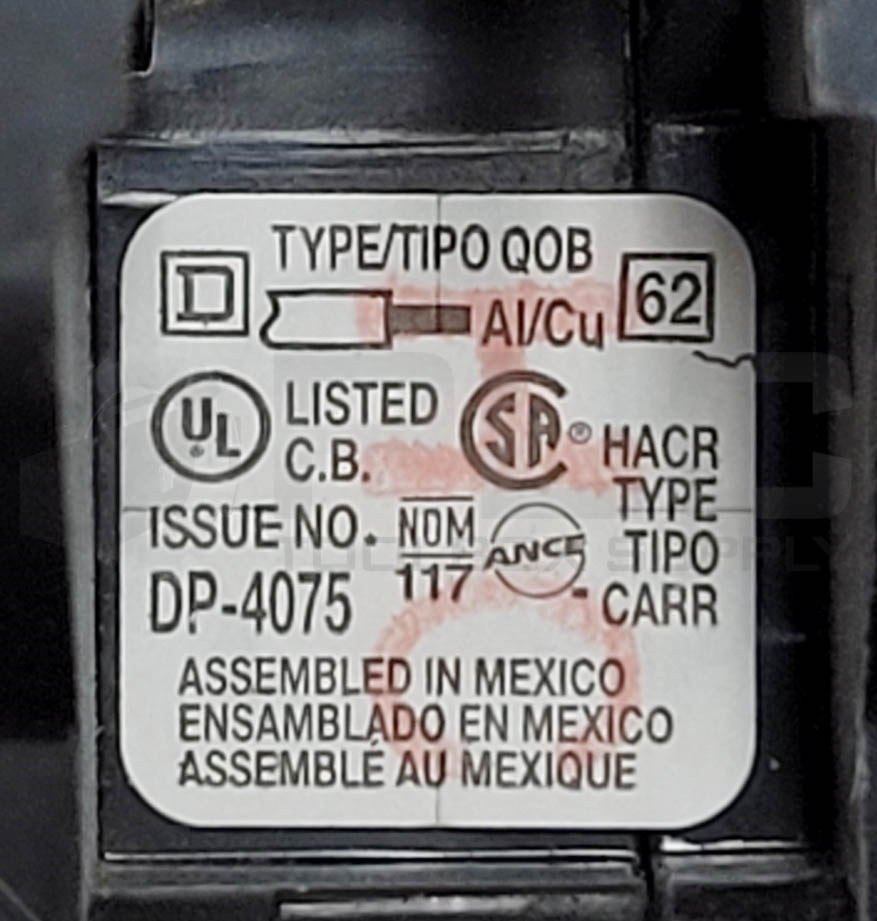 TYPE/TIPO QOB
D
Al/Cu
62
UL
LISTED
C.B.
SA ®
HACR
TYPE
TIPO
CARR
ISSUE NO.
DP-4075
NOM
117
ANCE
ASSEMBLED IN MEXICO
ENSAMBLADO EN MEXICO
ASSEMBLÉ AU MEXIQUE